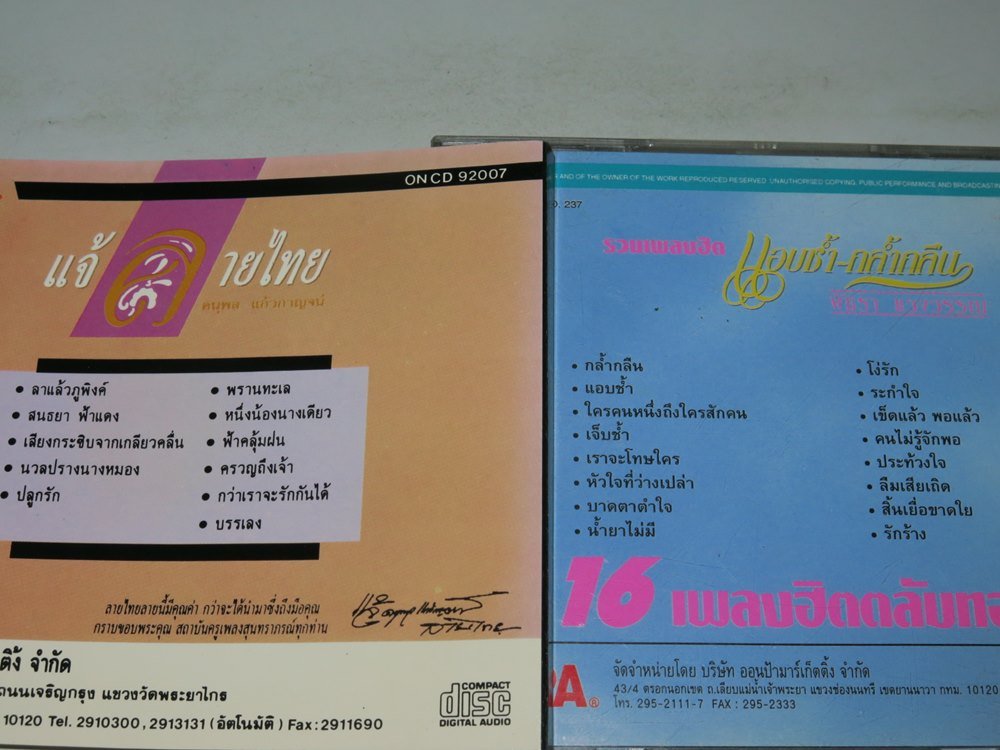 ONCD 92007
แจ้ ลายไทย
ดนุพล แก้วกาญจน์
• ลาแล้วภูพิงค์
• สนธยา ฟ้าแดง
• เสียงกระซิบจากเกลียวคลื่น
• นวลปรางนางหมอง
• ปลูกรัก
• พรานทะเล
• หนึ่งน้องนางเดียว
• ฟ้าคลุ้มฝน
• ครวญถึงเจ้า
• กว่าเราจะรักกันได้
• บรรเลง
ลายไทยลายนี้มีคุณค่า กว่าจะได้นำมาซึ่งถึงมือคุณ
กราบขอบพระคุณ สถาบันครูเพลงสุนทราภรณ์ทุกท่าน
ติ้ง จำกัด
ถนนเจริญกรุง แขวงวัดพระยาไกร
10120 Tel. 2910300, 2913131 (อัตโนมัติ) Fax: 2911690
COMPACT
disc
DIGITAL AUDIO
AND OF THE OWNER OF THE WORK REPRODUCED RESERVED. UNAUTHORISED COPYING, PUBLIC PERFORMANCE AND BROADCASTIN
237
รวมเพลงฮิต
แอบช้ำ-กล้ำกลืน
• กล้ำกลืน
• แอบช้ำ
• ใครคนหนึ่งถึงใครสักคน
• เจ็บช้ำ
• เราจะโทษใคร
• หัวใจที่ว่างเปล่า
• บาดตาตำใจ
• น้ำยาไม่มี
• โง่รัก
• ระกำใจ
• เข็ดแล้ว พอแล้ว
• คนไม่รู้จักพอ
• ประท้วงใจ
• ลืมเสียเถิด
• สิ้นเยื่อขาดใย
• รักร้าง
16 เพลงฮิตตลับทอ
RA®
จัดจำหน่ายโดย บริษัท ออนป้ามาร์เก็ตติ้ง จำกัด
43/4 ตรอกนอกเขต ถ.เลียบแม่น้ำเจ้าพระยา แขวงช่องนนทรี เขตยานนาวา กทม. 10120
โทร. 295-2111-7 FAX : 295-2333